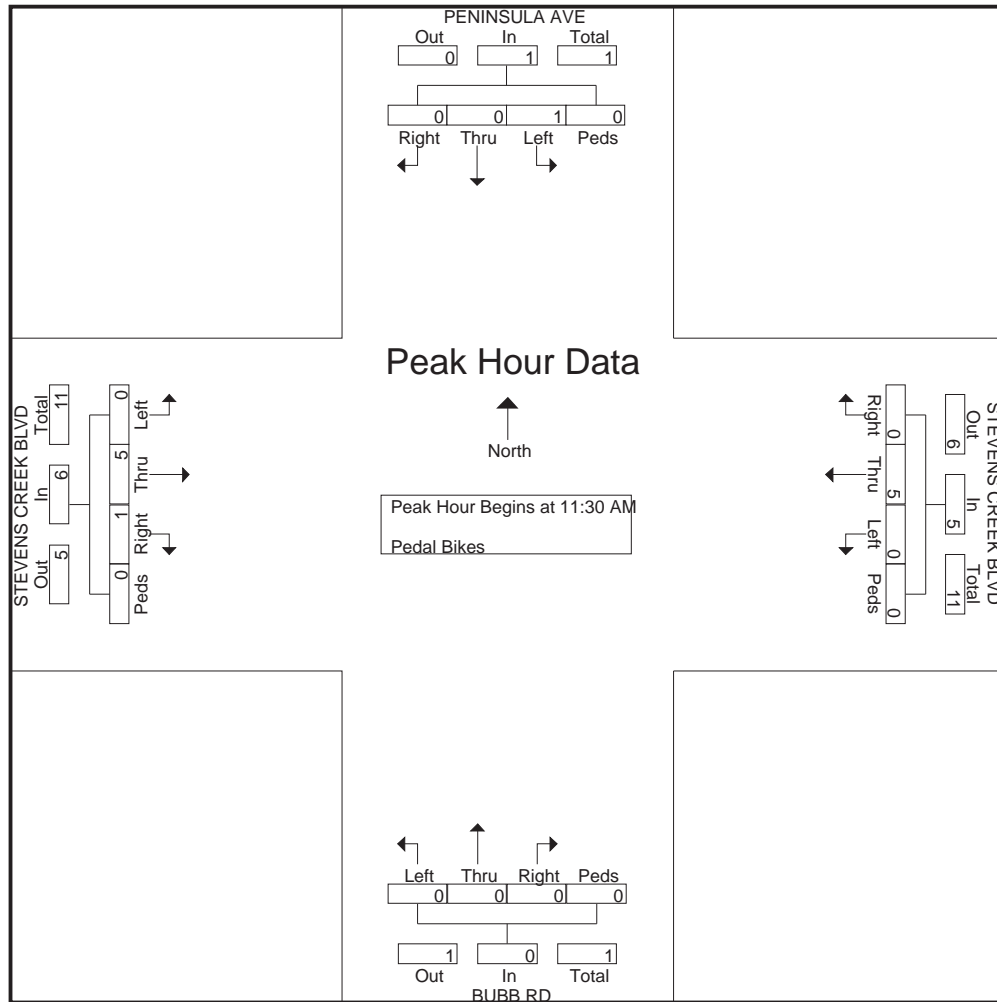 PENINSULA AVE
Out In Total
0 1 1
0 0 1 0
Right Thru Left Peds
Peak Hour Data
North
Peak Hour Begins at 11:30 AM
Pedal Bikes
STEVENS CREEK BLVD
Out In Total
5 6 11
Left Thru Right Peds
0 5 1 0
STEVENS CREEK BLVD
Out In Total
6 5 11
Right Thru Left Peds
0 5 0 0
Left Thru Right Peds
0 0 0 0
1 0 1
Out In Total
BUBB RD